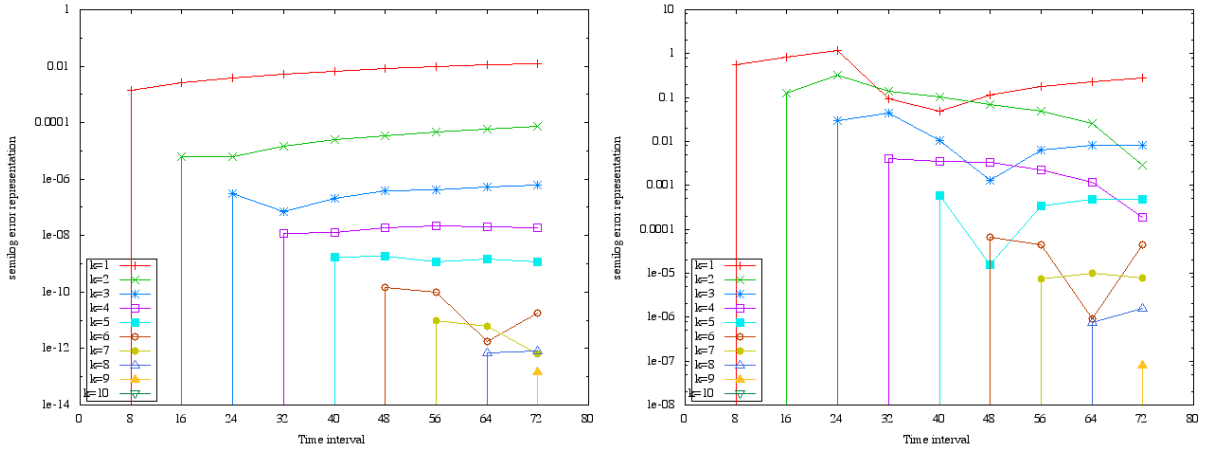 1
0.01
0.0001
1e-06
1e-08
1e-10
1e-12
1e-14
semilog error representation
k=1
k=2
k=3
k=4
k=5
k=6
k=7
k=8
k=9
k=10
0 8 16 24 32 40 48 56 64 72 80
Time interval
10
1
0.1
0.01
0.001
0.0001
1e-05
1e-06
1e-07
1e-08
semilog error representation
k=1
k=2
k=3
k=4
k=5
k=6
k=7
k=8
k=9
k=10
0 8 16 24 32 40 48 56 64 72 80
Time interval